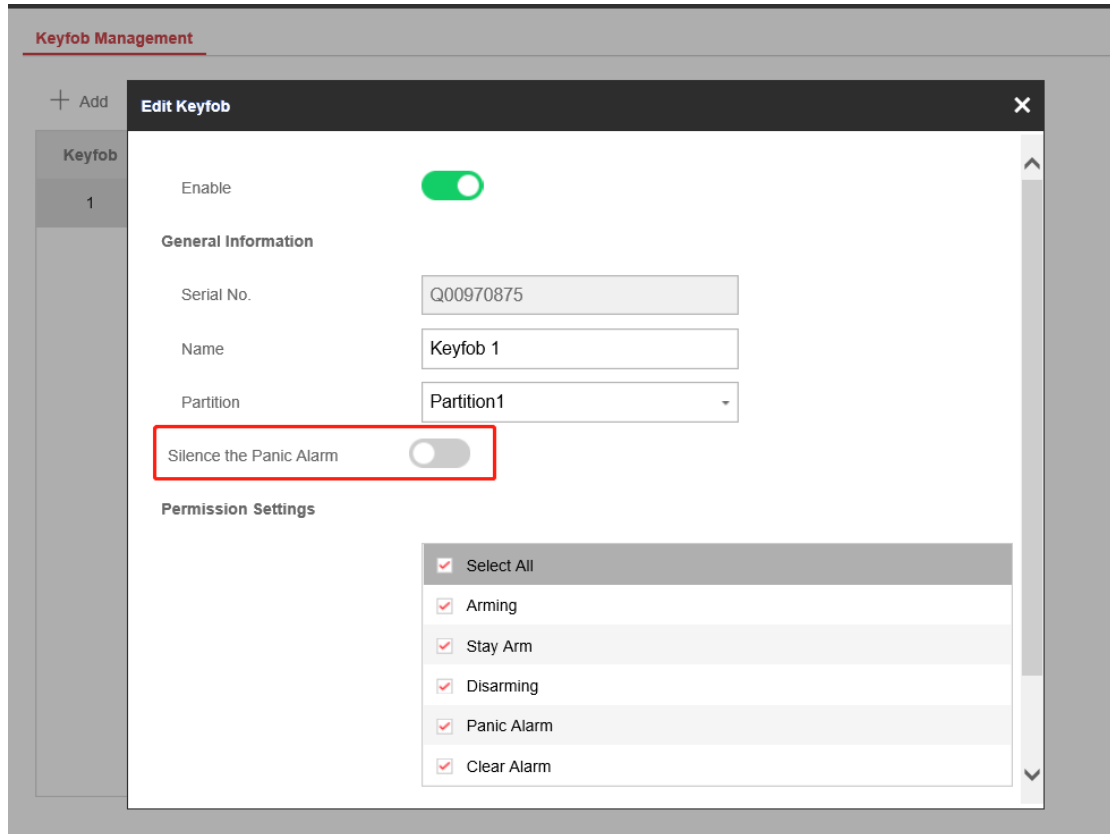 Keyfob Management
Add
Edit Keyfob
Keyfob
1
Enable
General Information
Serial No.
Q00970875
Name
Keyfob 1
Partition
Partition1
Silence the Panic Alarm
Permission Settings
Select All
Arming
Stay Arm
Disarming
Panic Alarm
Clear Alarm